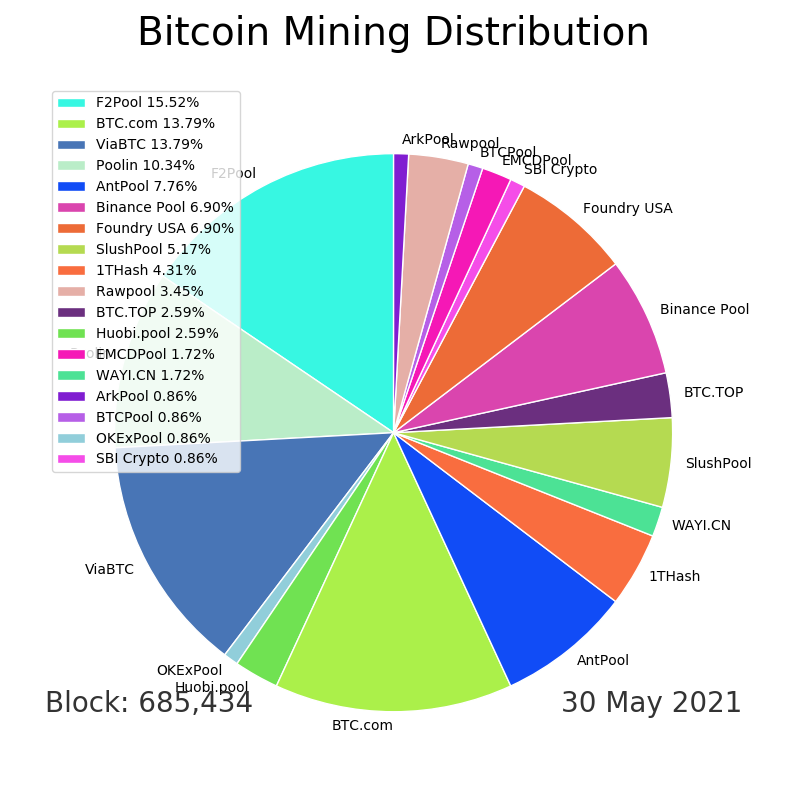 Bitcoin Mining Distribution
F2Pool 15.52%
BTC.com 13.79%
ViaBTC 13.79%
Poolin 10.34%
AntPool 7.76%
Binance Pool 6.90%
Foundry USA 6.90%
SlushPool 5.17%
1THash 4.31%
Rawpool 3.45%
BTC.TOP 2.59%
Huobi.pool 2.59%
EMCDPool 1.72%
WAYI.CN 1.72%
ArkPool 0.86%
BTCPool 0.86%
OKExPool 0.86%
SBI Crypto 0.86%
ArkPool
Rawpool
BTCPool
EMCDPool
SBI Crypto
F2Pool
Foundry USA
Binance Pool
BTC.TOP
SlushPool
WAYI.CN
1THash
ViaBTC
AntPool
OKExPool
Huobi.pool
BTC.com
Block: 685,434
30 May 2021